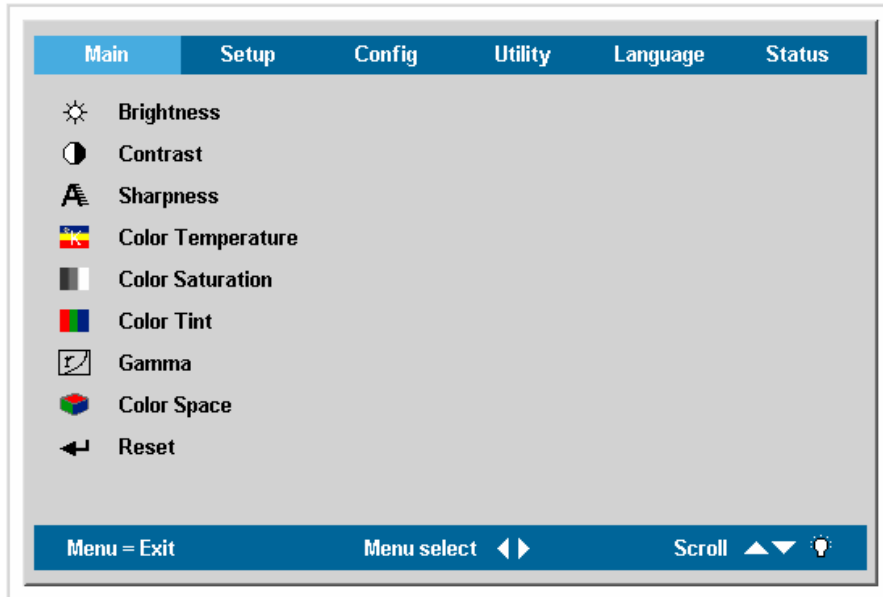 Main Setup Config Utility Language Status
Brightness
Contrast
Sharpness
Color Temperature
Color Saturation
Color Tint
Gamma
Color Space
Reset
Menu = Exit Menu select Scroll